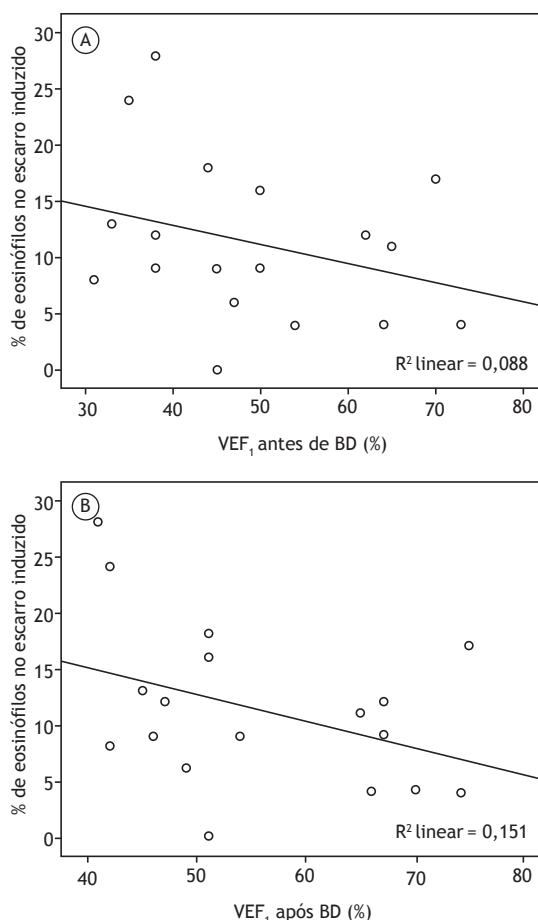 A
% de eosinófilos no escarro induzido
30
25
20
15
10
5
0
R² linear = 0,088
30 40 50 60 70 80
VEF₁ antes de BD (%)
B
% de eosinófilos no escarro induzido
30
25
20
15
10
5
0
R² linear = 0,151
40 50 60 70 80
VEF₁ após BD (%)